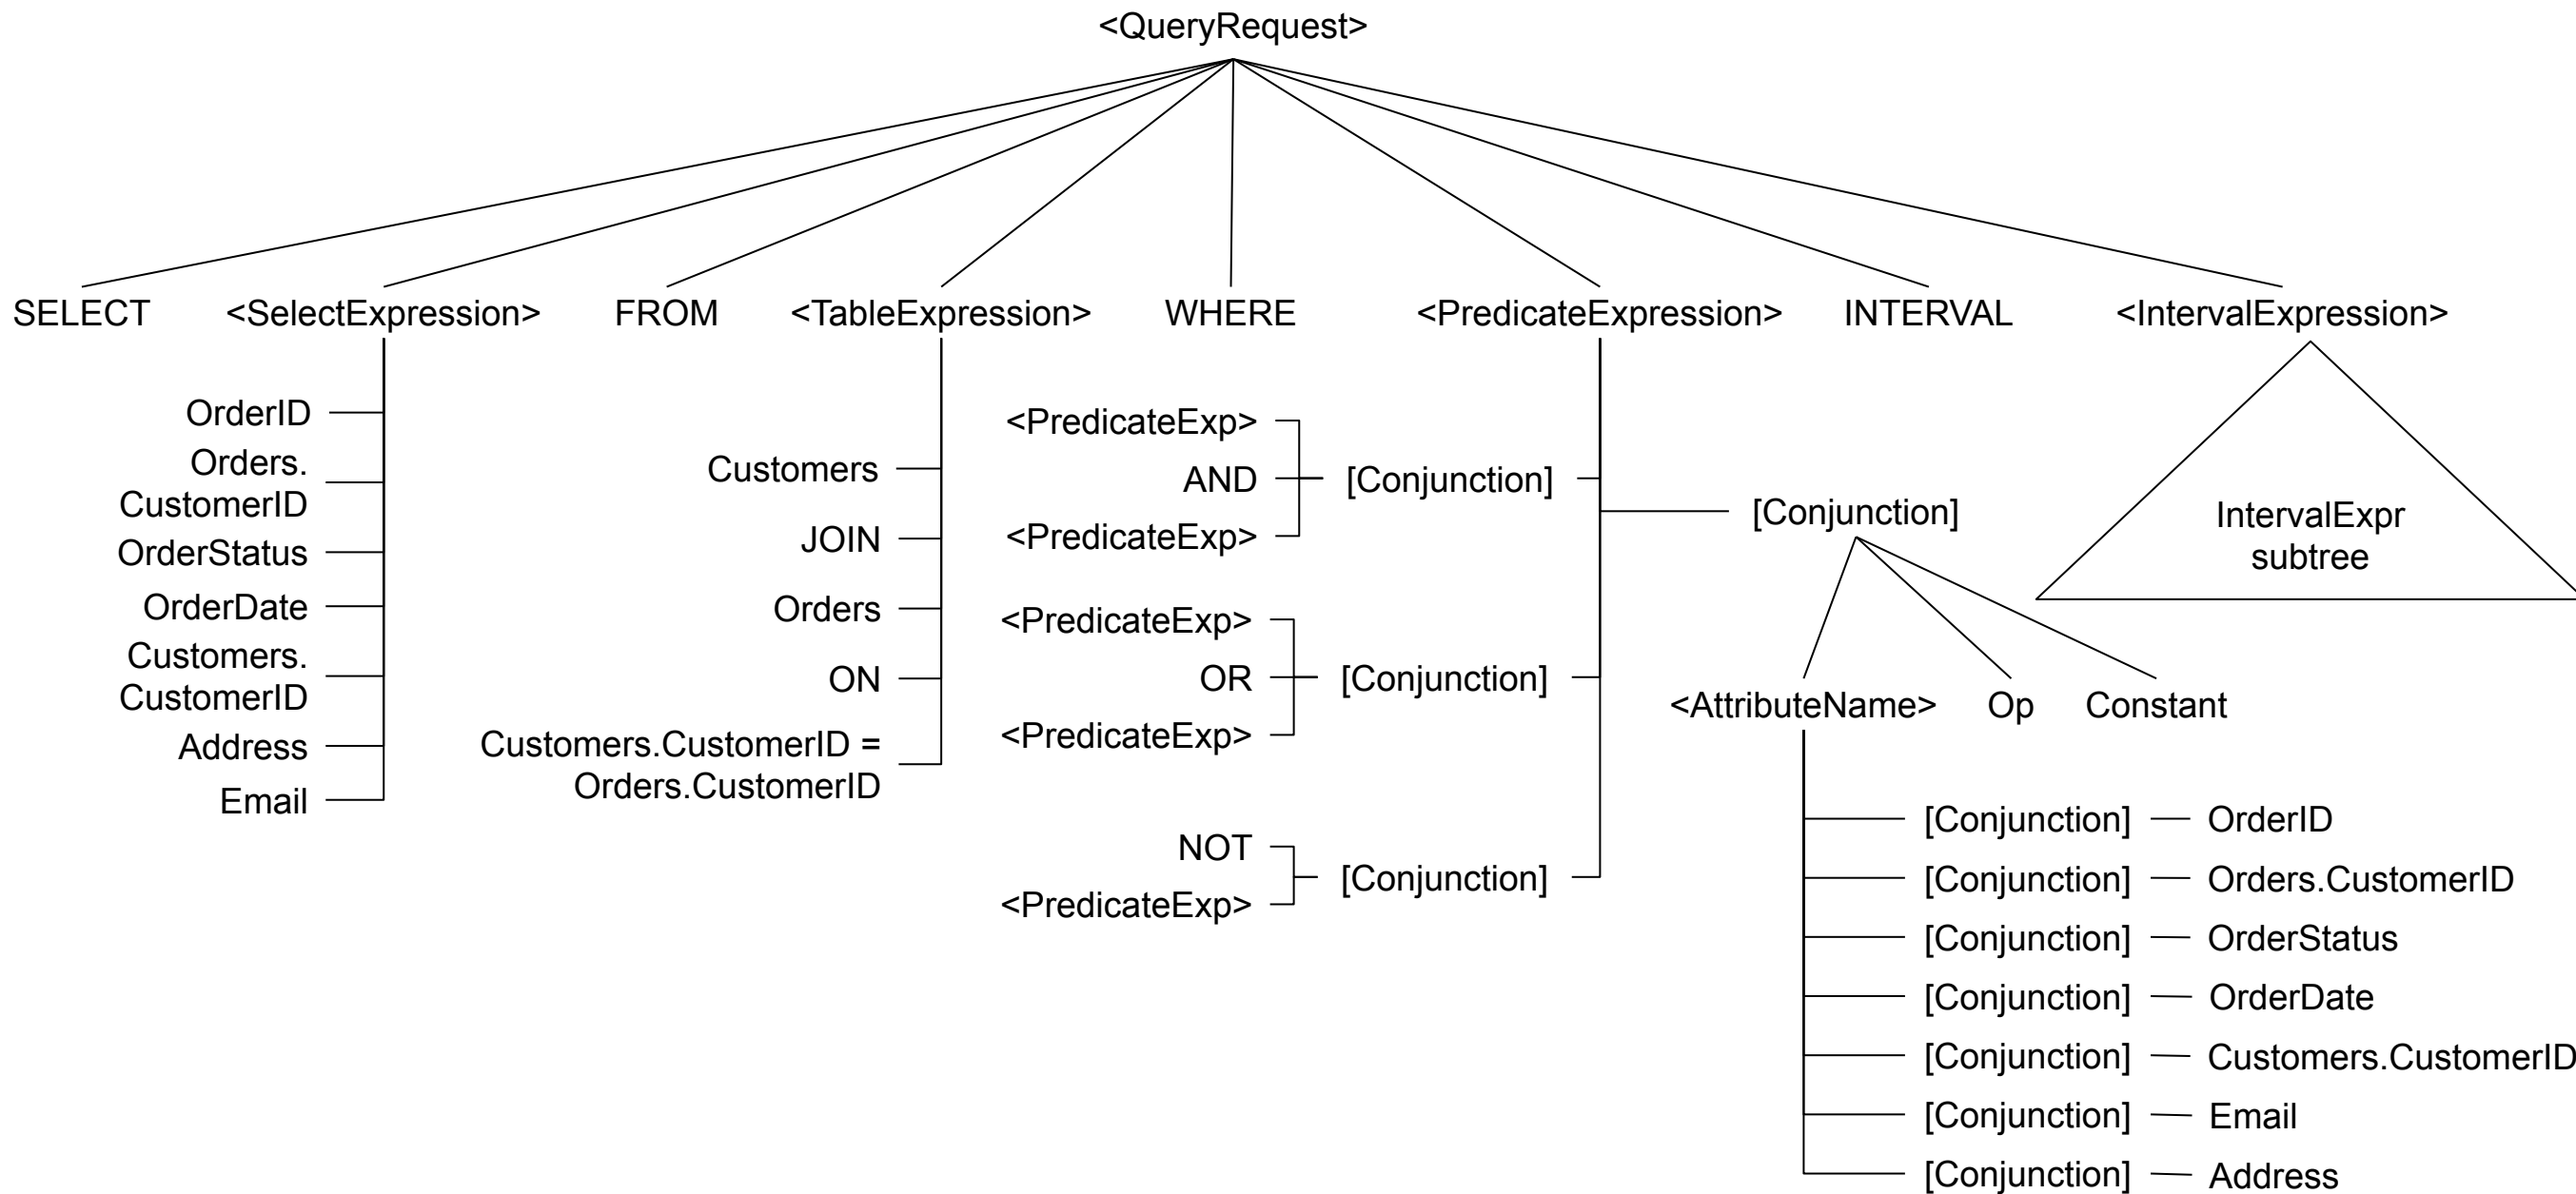 <QueryRequest>
SELECT
<SelectExpression>
FROM
<TableExpression>
WHERE
<PredicateExpression>
INTERVAL
<IntervalExpression>
OrderID
Orders.
CustomerID
OrderStatus
OrderDate
Customers.
CustomerID
Address
Email
Customers
JOIN
Orders
ON
Customers.CustomerID =
Orders.CustomerID
<PredicateExp>
AND
<PredicateExp>
[Conjunction]
<PredicateExp>
OR
<PredicateExp>
[Conjunction]
NOT
<PredicateExp>
[Conjunction]
[Conjunction]
<AttributeName>
Op
Constant
[Conjunction]
OrderID
[Conjunction]
Orders.CustomerID
[Conjunction]
OrderStatus
[Conjunction]
OrderDate
[Conjunction]
Customers.CustomerID
[Conjunction]
Email
[Conjunction]
Address
IntervalExpr
subtree